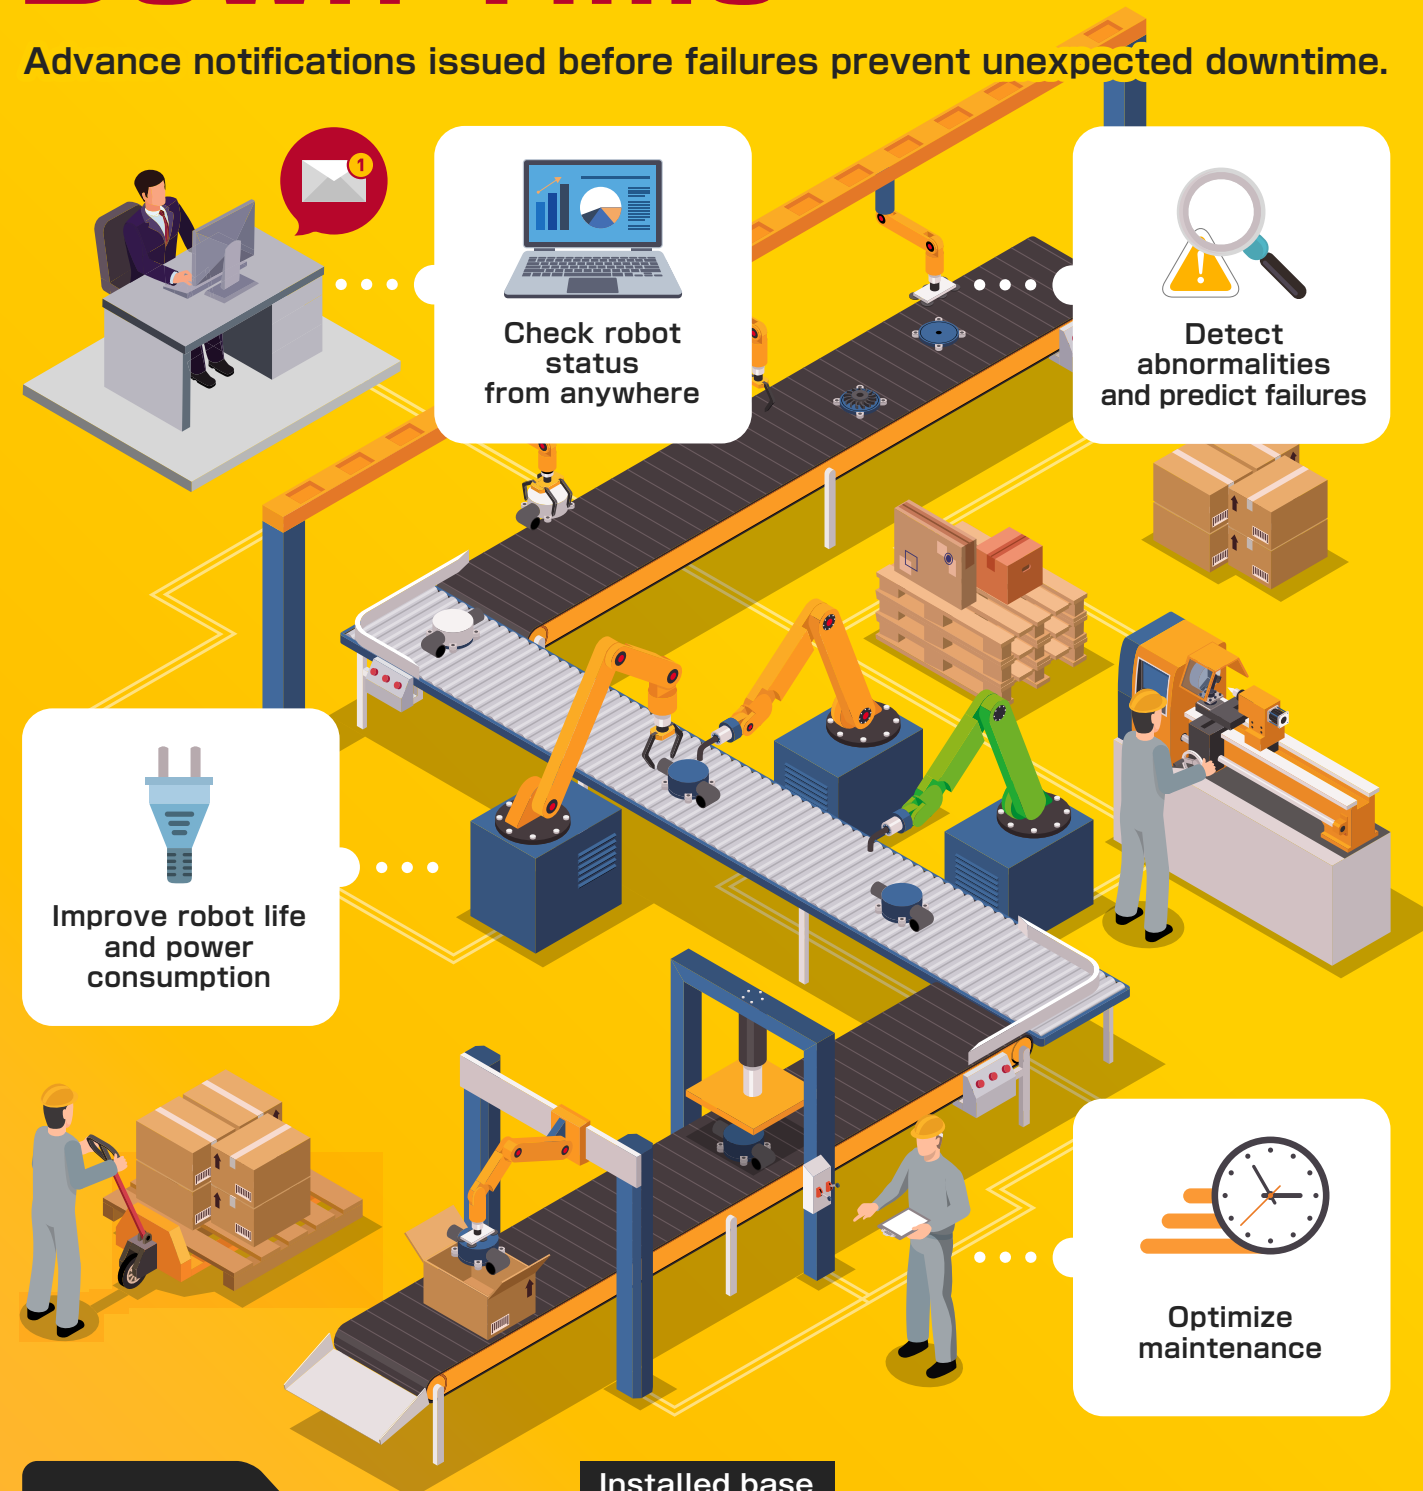 Advance notifications issued before failures prevent unexpected downtime.
1
Check robot
status
from anywhere
Detect
abnormalities
and predict failures
Improve robot life
and power
consumption
Optimize
maintenance
Installed base